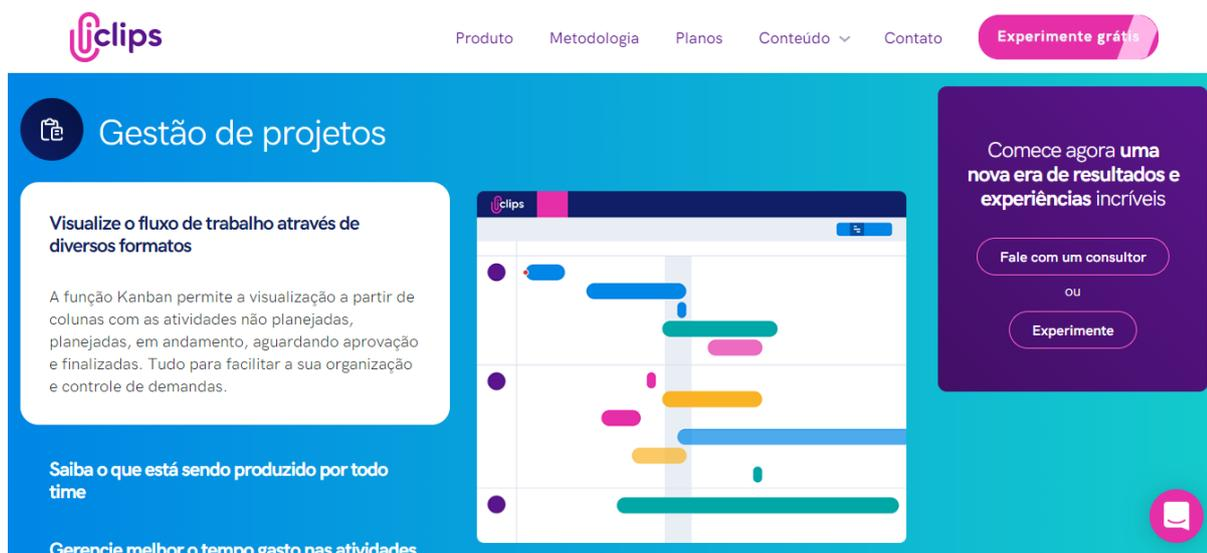 iclips
Produto
Metodologia
Planos
Conteúdo
Contato
Experimente grátis
Gestão de projetos
Visualize o fluxo de trabalho através de
diversos formatos
A função Kanban permite a visualização a partir de
colunas com as atividades não planejadas,
planejadas, em andamento, aguardando aprovação
e finalizadas. Tudo para facilitar a sua organização
e controle de demandas.
Saiba o que está sendo produzido por todo
time
Gerencie melhor o tempo gasto nas atividades
iclips
Comece agora uma
nova era de resultados e
experiências incríveis
Fale com um consultor
ou
Experimente